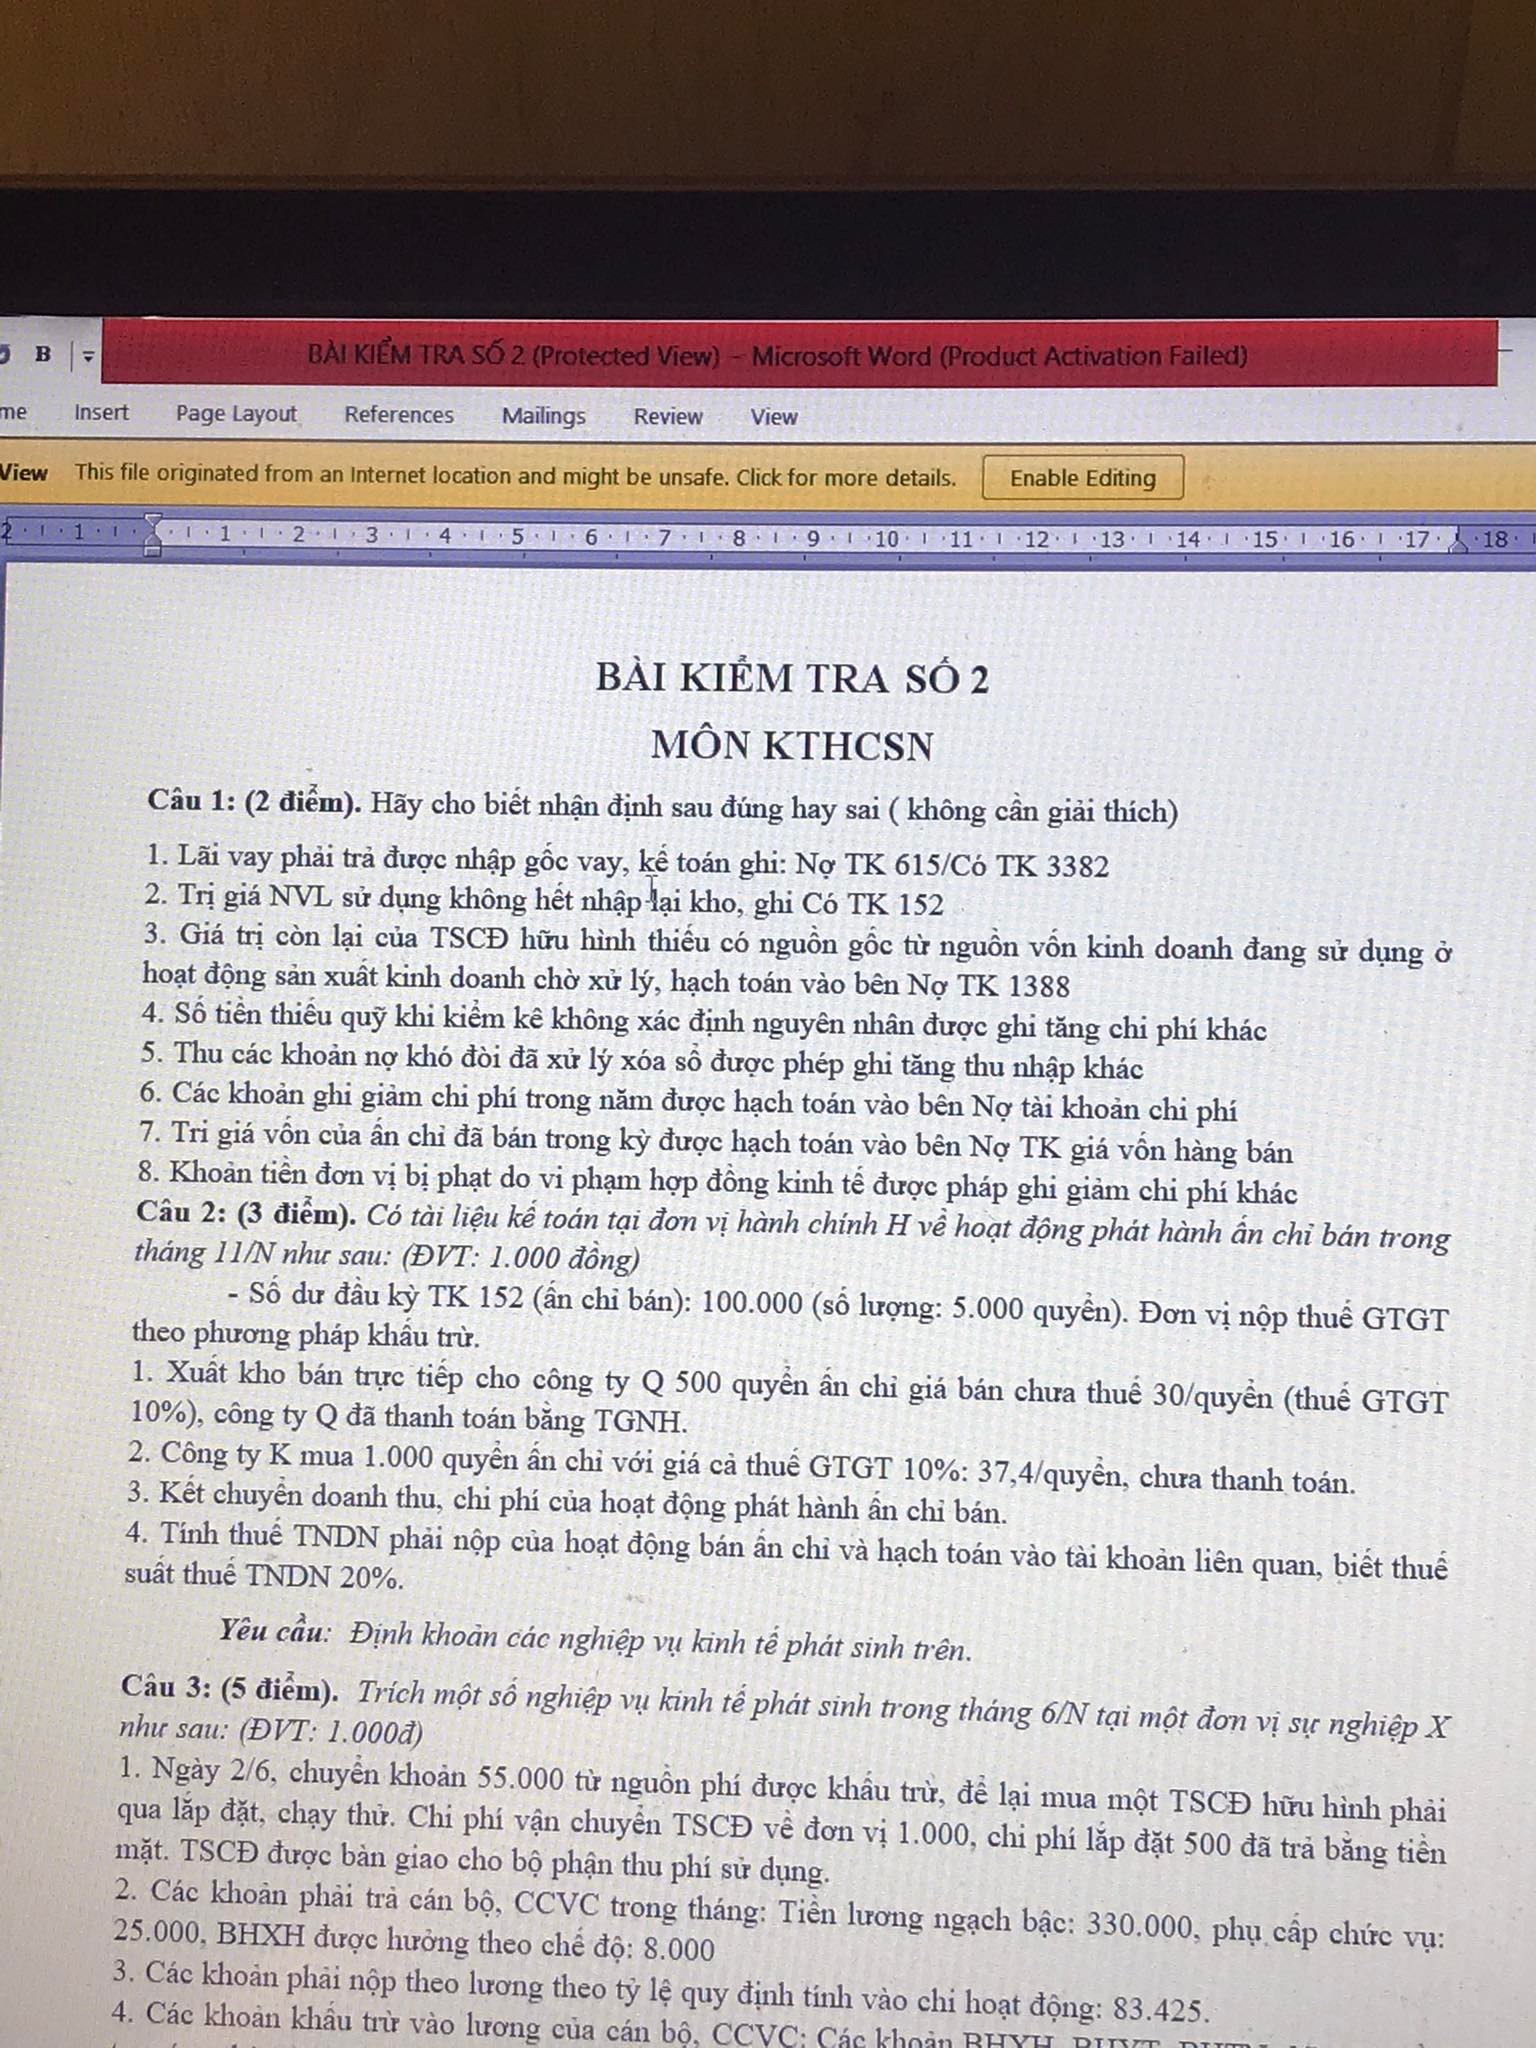 B
BÀI KIỂM TRA SỐ 2 (Protected View) - Microsoft Word (Product Activation Failed)
me Insert Page Layout References Mailings Review View
View This file originated from an Internet location and might be unsafe. Click for more details. Enable Editing
2 1 1 2 3 4 5 6 7 8 9 10 11 12 13 14 15 16 17 18
BÀI KIỂM TRA SỐ 2
MÔN KTHCSN
Câu 1: (2 điểm). Hãy cho biết nhận định sau đúng hay sai ( không cần giải thích)
1. Lãi vay phải trả được nhập gốc vay, kế toán ghi: Nợ TK 615/Có TK 3382
2. Trị giá NVL sử dụng không hết nhập lại kho, ghi Có TK 152
3. Giá trị còn lại của TSCĐ hữu hình thiếu có nguồn gốc từ nguồn vốn kinh doanh đang sử dụng ở
hoạt động sản xuất kinh doanh chờ xử lý, hạch toán vào bên Nợ TK 1388
4. Số tiền thiếu quỹ khi kiểm kê không xác định nguyên nhân được ghi tăng chi phí khác
5. Thu các khoản nợ khó đòi đã xử lý xóa sổ được phép ghi tăng thu nhập khác
6. Các khoản ghi giảm chi phí trong năm được hạch toán vào bên Nợ tài khoản chi phí
7. Tri giá vốn của ấn chỉ đã bán trong kỳ được hạch toán vào bên Nợ TK giá vốn hàng bán
8. Khoản tiền đơn vị bị phạt do vi phạm hợp đồng kinh tế được pháp ghi giảm chi phí khác
Câu 2: (3 điểm). Có tài liệu kế toán tại đơn vị hành chính H về hoạt động phát hành ấn chỉ bán trong
tháng 11/N như sau: (ĐVT: 1.000 đồng)
- Số dư đầu kỳ TK 152 (ấn chỉ bán): 100.000 (số lượng: 5.000 quyển). Đơn vị nộp thuế GTGT
theo phương pháp khấu trừ.
1. Xuất kho bán trực tiếp cho công ty Q 500 quyển ấn chỉ giá bán chưa thuế 30/quyển (thuế GTGT
10%), công ty Q đã thanh toán bằng TGNH.
2. Công ty K mua 1.000 quyển ấn chỉ với giá cả thuế GTGT 10%: 37,4/quyển, chưa thanh toán.
3. Kết chuyển doanh thu, chi phí của hoạt động phát hành ấn chỉ bán.
4. Tính thuế TNDN phải nộp của hoạt động bán ấn chỉ và hạch toán vào tài khoản liên quan, biết thuế
suất thuế TNDN 20%.
Yêu cầu: Định khoản các nghiệp vụ kinh tế phát sinh trên.
Câu 3: (5 điểm). Trích một số nghiệp vụ kinh tế phát sinh trong tháng 6/N tại một đơn vị sự nghiệp X
như sau: (ĐVT: 1.000đ)
1. Ngày 2/6, chuyển khoản 55.000 từ nguồn phí được khấu trừ, để lại mua một TSCĐ hữu hình phải
qua lắp đặt, chạy thử. Chi phí vận chuyển TSCĐ về đơn vị 1.000, chi phí lắp đặt 500 đã trả bằng tiền
mặt. TSCĐ được bàn giao cho bộ phận thu phí sử dụng.
2. Các khoản phải trả cán bộ, CCVC trong tháng: Tiền lương ngạch bậc: 330.000, phụ cấp chức vụ:
25.000, BHXH được hưởng theo chế độ: 8.000
3. Các khoản phải nộp theo lương theo tỷ lệ quy định tính vào chi hoạt động: 83.425.
4. Các khoản khấu trừ vào lương của cán bộ, CCVC: Các khoản BHXH, BHYT,